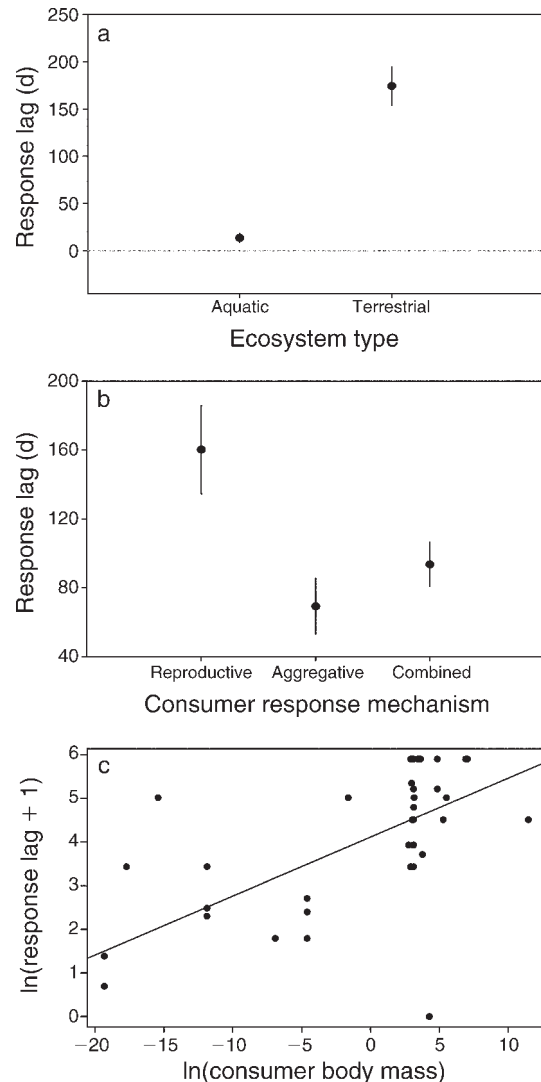 a
Response lag (d)
250
200
150
100
50
0
Aquatic Terrestrial
Ecosystem type
b
Response lag (d)
200
160
120
80
40
Reproductive Aggregative Combined
Consumer response mechanism
c
ln(response lag + 1)
6
5
4
3
2
1
0
−20 −15 −10 −5 0 5 10
ln(consumer body mass)